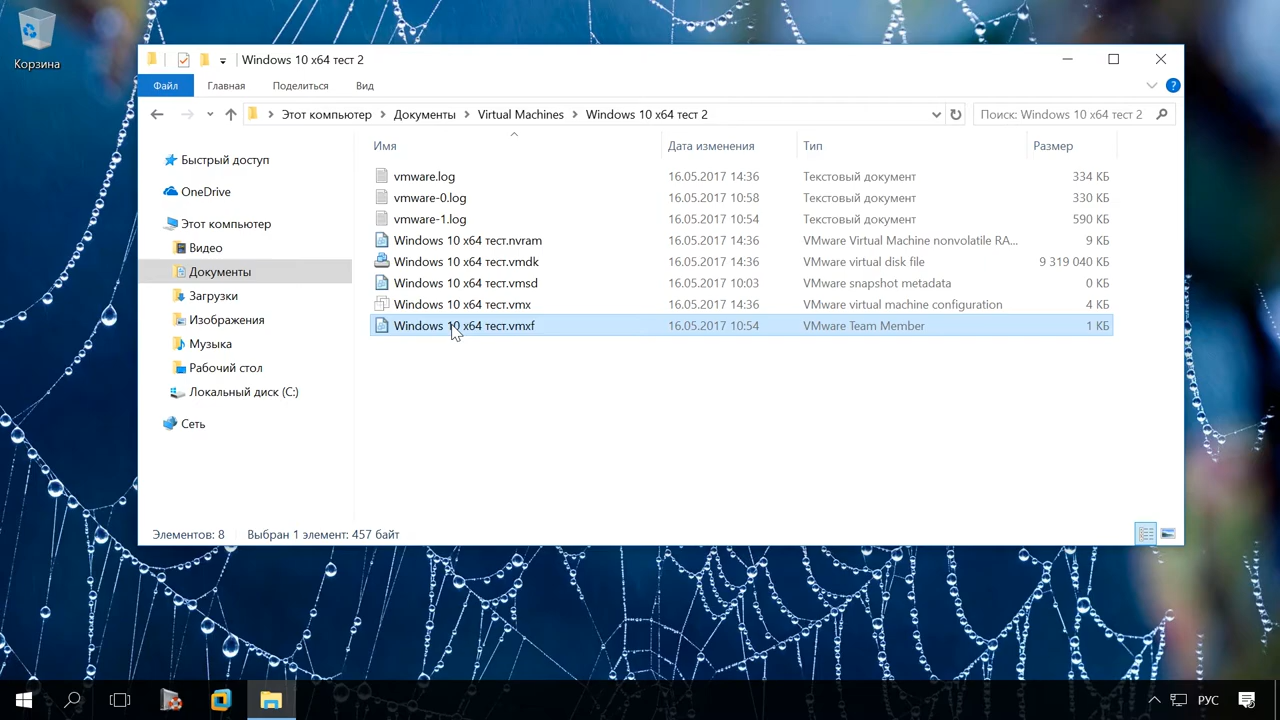 Корзина
Windows 10 x64 тест 2
Файл Главная Поделиться Вид
Этот компьютер Документы Virtual Machines Windows 10 x64 тест 2 Поиск: Windows 10 x64 тест 2
Быстрый доступ
OneDrive
Этот компьютер
Видео
Документы
Загрузки
Изображения
Музыка
Рабочий стол
Локальный диск (C:)
Сеть
Имя Дата изменения Тип Размер
vmware.log 16.05.2017 14:36 Текстовый документ 334 КБ
vmware-0.log 16.05.2017 10:58 Текстовый документ 330 КБ
vmware-1.log 16.05.2017 10:54 Текстовый документ 590 КБ
Windows 10 x64 тест.nvram 16.05.2017 14:36 VMware Virtual Machine nonvolatile RA... 9 КБ
Windows 10 x64 тест.vmdk 16.05.2017 14:36 VMware virtual disk file 9 319 040 КБ
Windows 10 x64 тест.vmsd 16.05.2017 10:03 VMware snapshot metadata 0 КБ
Windows 10 x64 тест.vmx 16.05.2017 14:36 VMware virtual machine configuration 4 КБ
Windows 10 x64 тест.vmxf 16.05.2017 10:54 VMware Team Member 1 КБ
Элементов: 8 Выбран 1 элемент: 457 байт
РУС